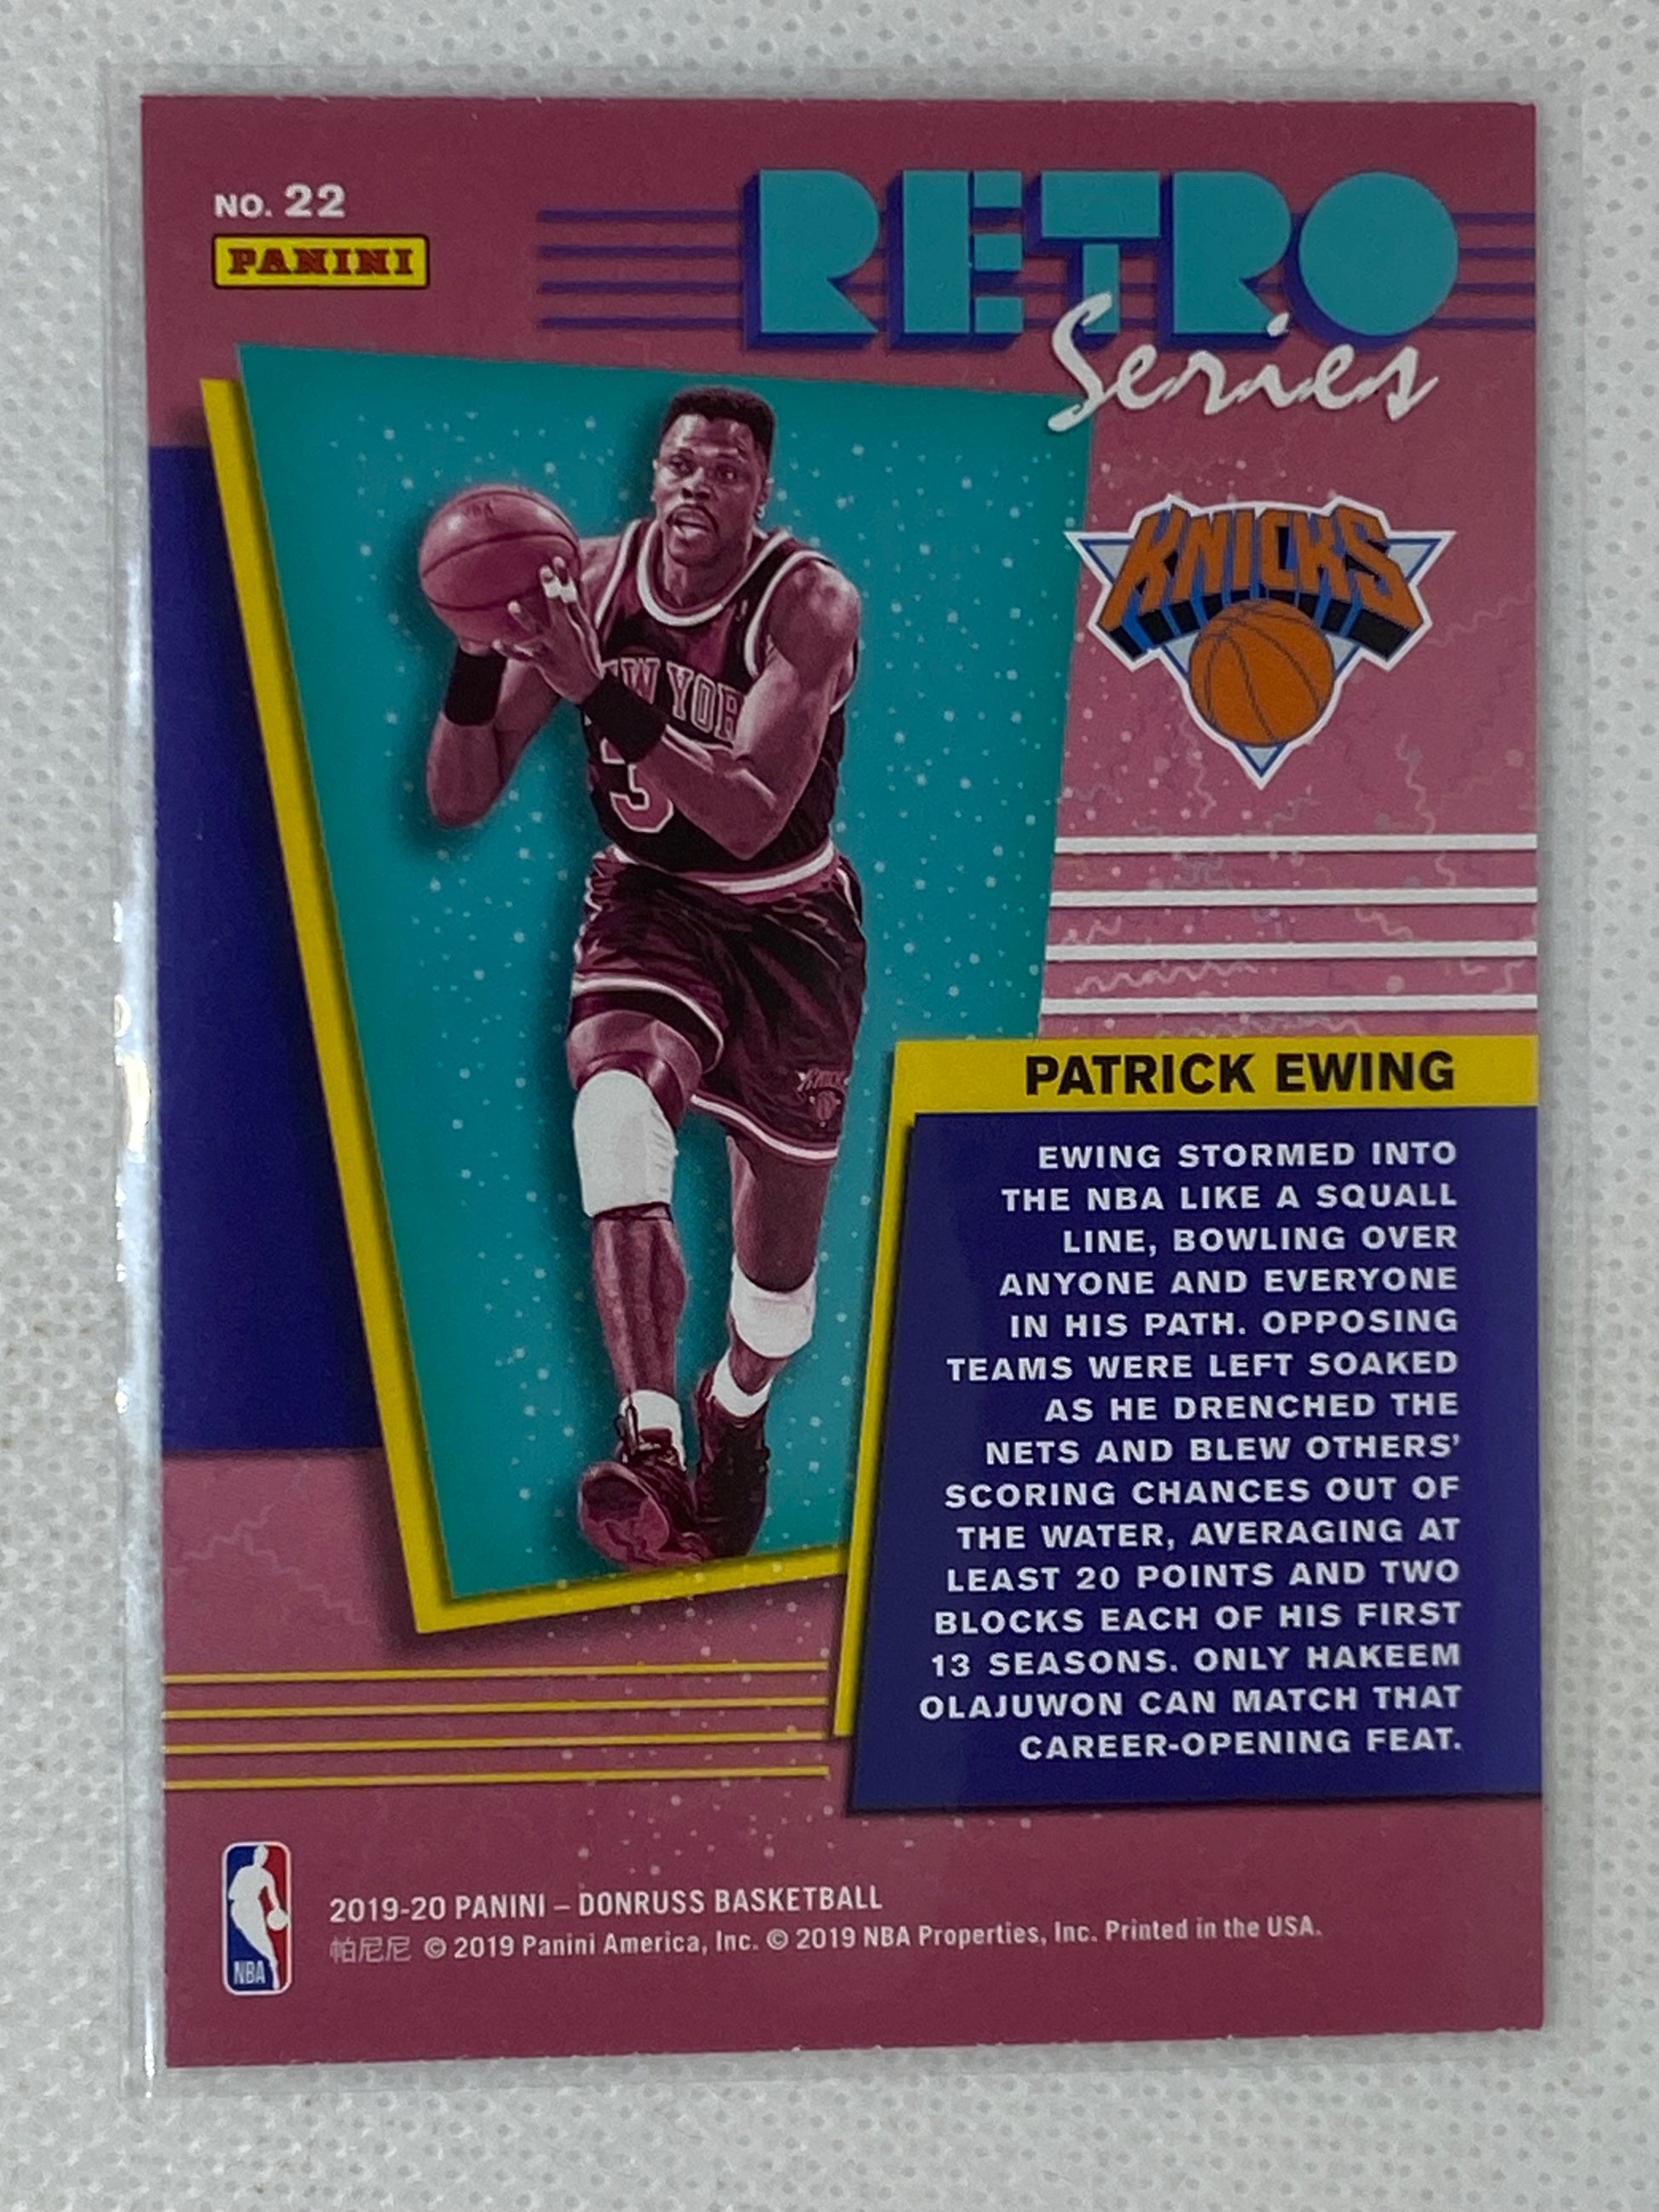 NO. 22
PANINI
RETRO
Series
KNICKS
NEW YORK
3
KNICKS
PATRICK EWING
EWING STORMED INTO
THE NBA LIKE A SQUALL
LINE, BOWLING OVER
ANYONE AND EVERYONE
IN HIS PATH. OPPOSING
TEAMS WERE LEFT SOAKED
AS HE DRENCHED THE
NETS AND BLEW OTHERS'
SCORING CHANCES OUT OF
THE WATER, AVERAGING AT
LEAST 20 POINTS AND TWO
BLOCKS EACH OF HIS FIRST
13 SEASONS. ONLY HAKEEM
OLAJUWON CAN MATCH THAT
CAREER-OPENING FEAT.
NBA
2019-20 PANINI – DONRUSS BASKETBALL
帕尼尼 © 2019 Panini America, Inc. © 2019 NBA Properties, Inc. Printed in the USA.